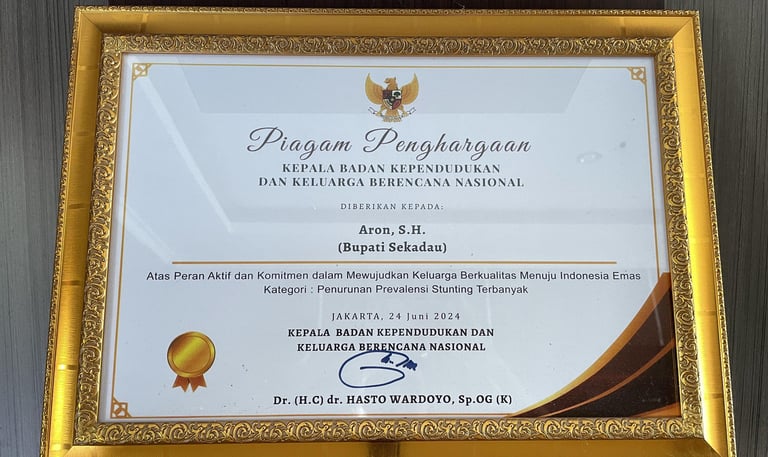 Piagam Penghargaan
KEPALA BADAN KEPENDUDUKAN
DAN KELUARGA BERENCANA NASIONAL
DIBERIKAN KEPADA:
Aron, S.H.
(Bupati Sekadau)
Atas Peran Aktif dan Komitmen dalam Mewujudkan Keluarga Berkualitas Menuju Indonesia Emas
Kategori : Penurunan Prevalensi Stunting Terbanyak
JAKARTA, 24 Juni 2024
KEPALA BADAN KEPENDUDUKAN DAN
KELUARGA BERENCANA NASIONAL
Dr. (H.C) dr. HASTO WARDOYO, Sp.OG (K)